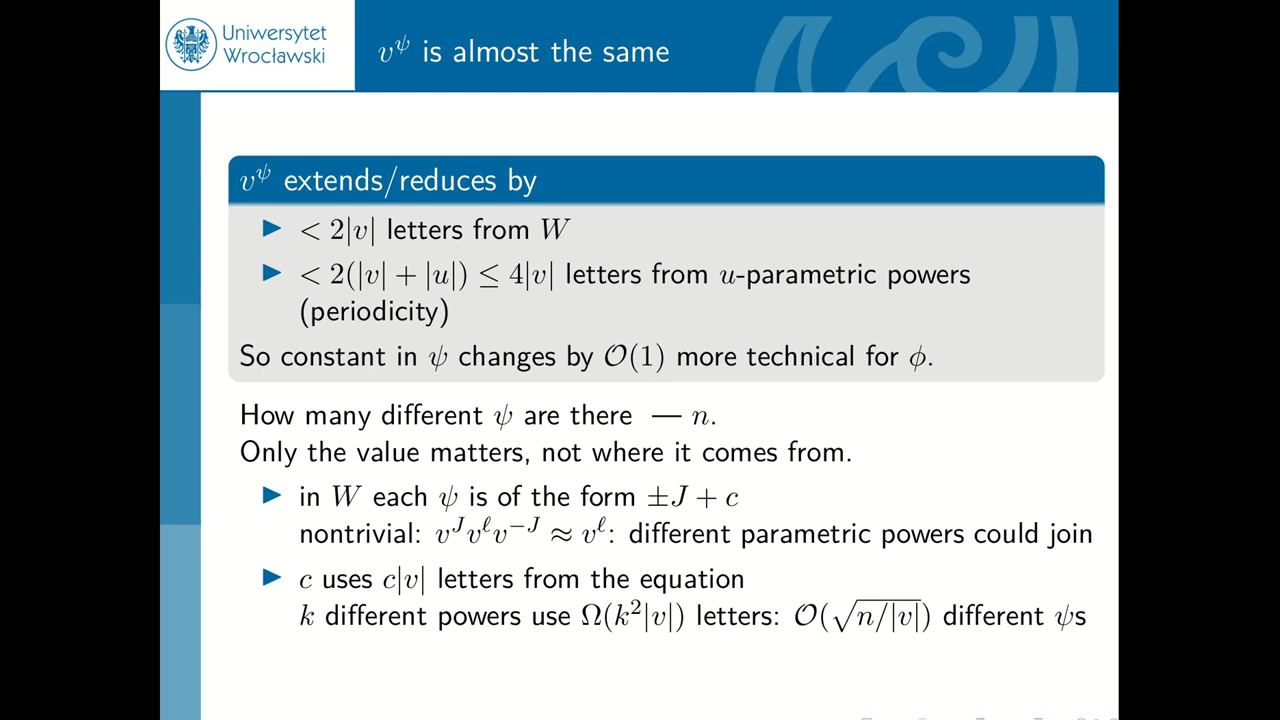 Uniwersytet
Wrocławski
v^ψ is almost the same
v^ψ extends/reduces by
▶ < 2|v| letters from W
▶ < 2(|v| + |u|) ≤ 4|v| letters from u-parametric powers
(periodicity)
So constant in ψ changes by 𝒪(1) more technical for ϕ.
How many different ψ are there — n.
Only the value matters, not where it comes from.
▶ in W each ψ is of the form ±J + c
nontrivial: v^J v^ℓ v^{−J} ≈ v^ℓ: different parametric powers could join
▶ c uses c|v| letters from the equation
k different powers use Ω(k²|v|) letters: 𝒪(√(n/|v|)) different ψs